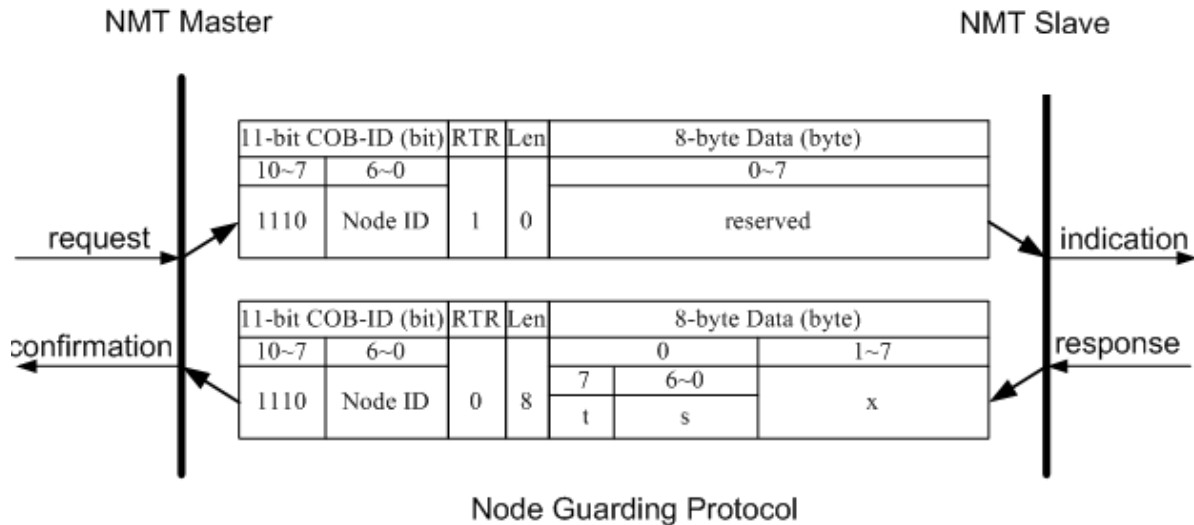 NMT Master
NMT Slave
11-bit COB-ID (bit) RTR Len 8-byte Data (byte)
10~7 6~0 0~7
1110 Node ID 1 0 reserved
request
indication
11-bit COB-ID (bit) RTR Len 8-byte Data (byte)
confirmation
response
10~7 6~0 0 1~7
7 6~0
1110 Node ID 0 8 x
t s
Node Guarding Protocol